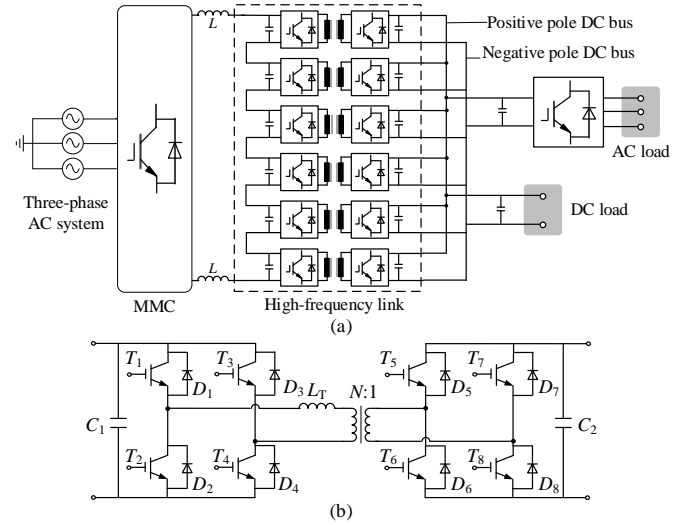 L
Positive pole DC bus
Negative pole DC bus
AC load
Three-phase
AC system
DC load
L
MMC
High-frequency link
(a)
T1
T3
T5
T7
D1
D3
LT
N:1
D5
D7
C1
C2
T2
T4
T6
T8
D2
D4
D6
D8
(b)